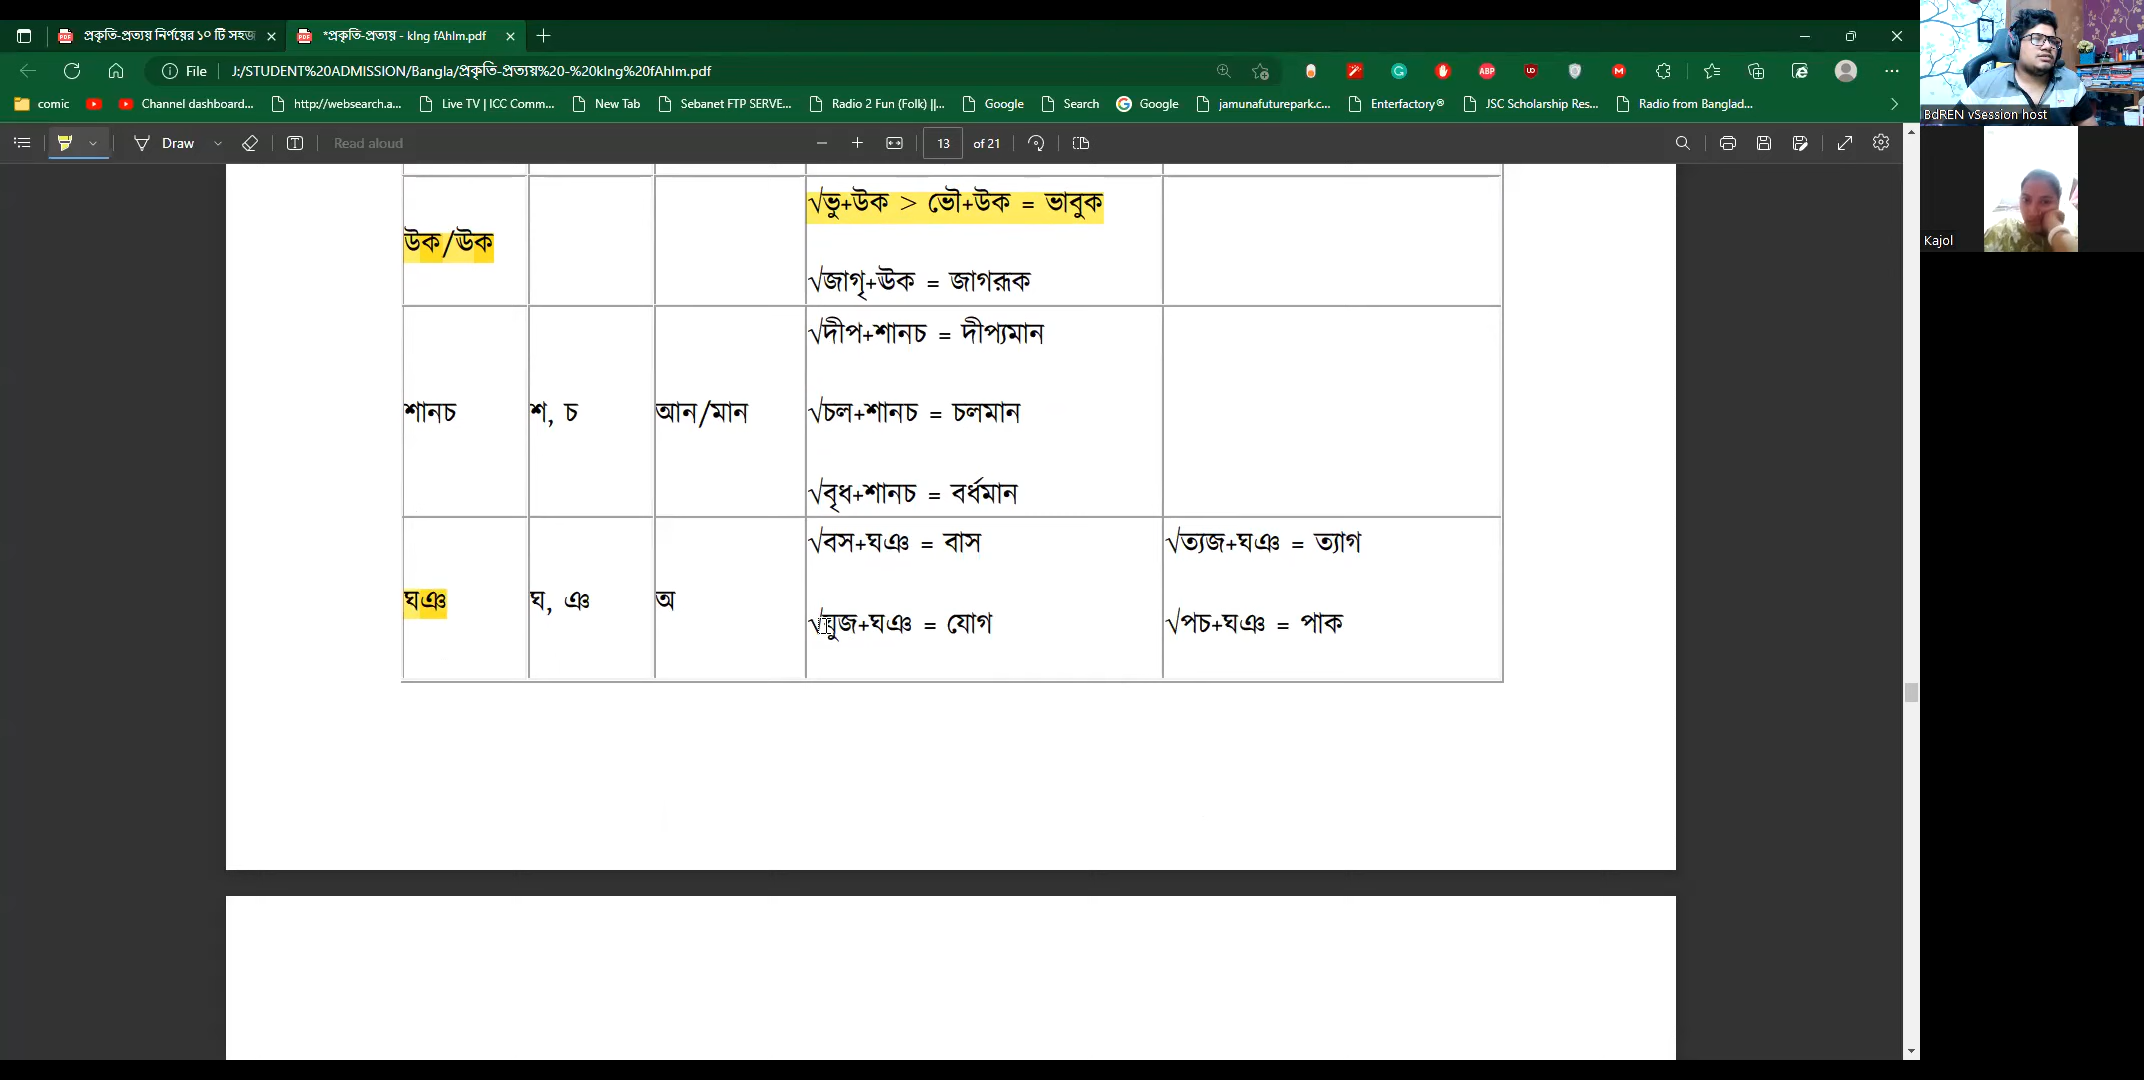 প্রকৃতি-প্রত্যয় নির্ণয়ের ১০ টি সহজ
*প্রকৃতি-প্রত্যয় - kIng fAhIm.pdf
File J:/STUDENT%20ADMISSION/Bangla/প্রকৃতি-প্রত্যয়%20-%20kIng%20fAhIm.pdf
comic Channel dashboard... http://websearch.a... Live TV | ICC Comm... New Tab Sebanet FTP SERVE... Radio 2 Fun (Folk) ||... Google Search Google jamunafuturepark.c... Enterfactory® JSC Scholarship Res... Radio from Banglad...
Draw Read aloud 13 of 21
BdREN vSession host
Kajol
√ভু+উক > ভৌ+উক = ভাবুক
উক/ঊক
√জাগৃ+ঊক = জাগরূক
√দীপ+শানচ = দীপ্যমান
শানচ শ, চ আন/মান √চল+শানচ = চলমান
√বৃধ+শানচ = বর্ধমান
√বস+ঘঞ = বাস √ত্যজ+ঘঞ = ত্যাগ
ঘঞ ঘ, ঞ অ
√যুজ+ঘঞ = যোগ √পচ+ঘঞ = পাক